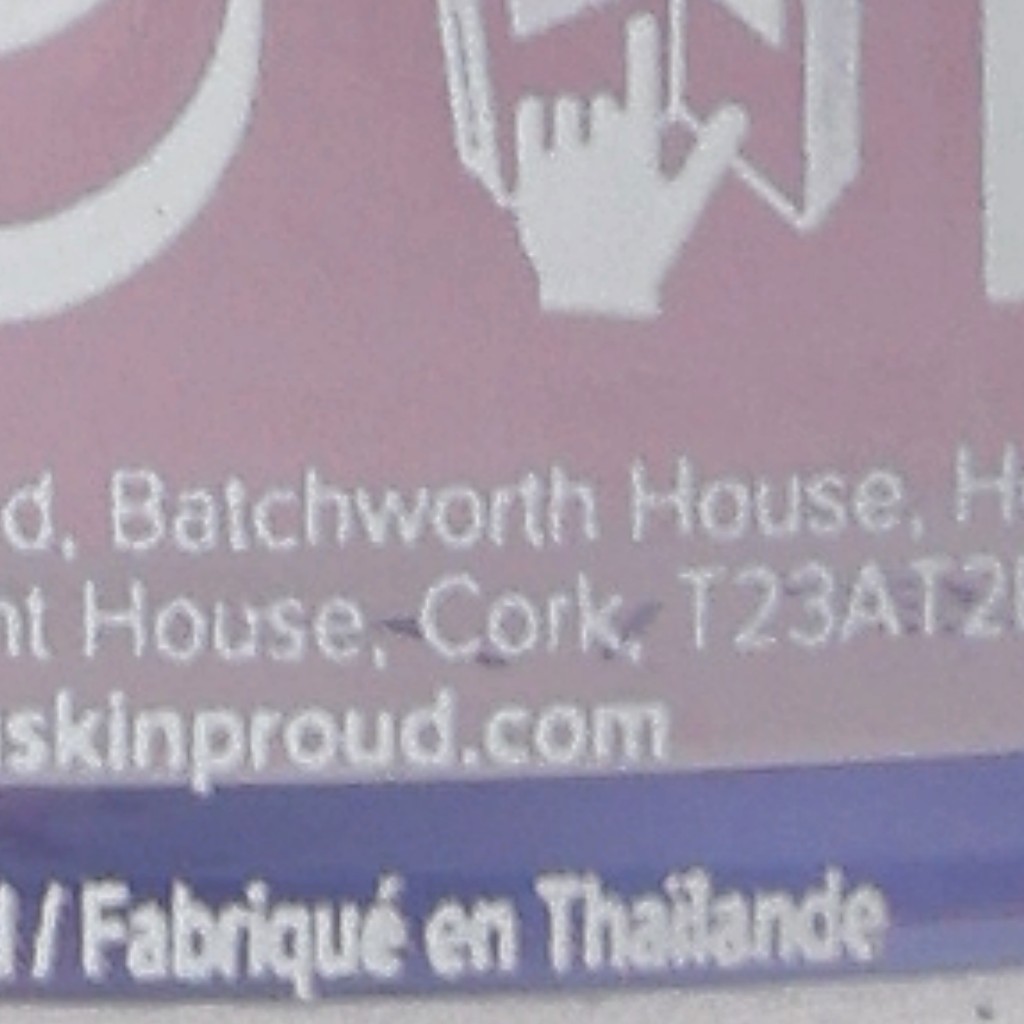 d, Batchworth House, H
nt House, Cork, T23AT2
skinproud.com
/ Fabriqué en Thaïlande